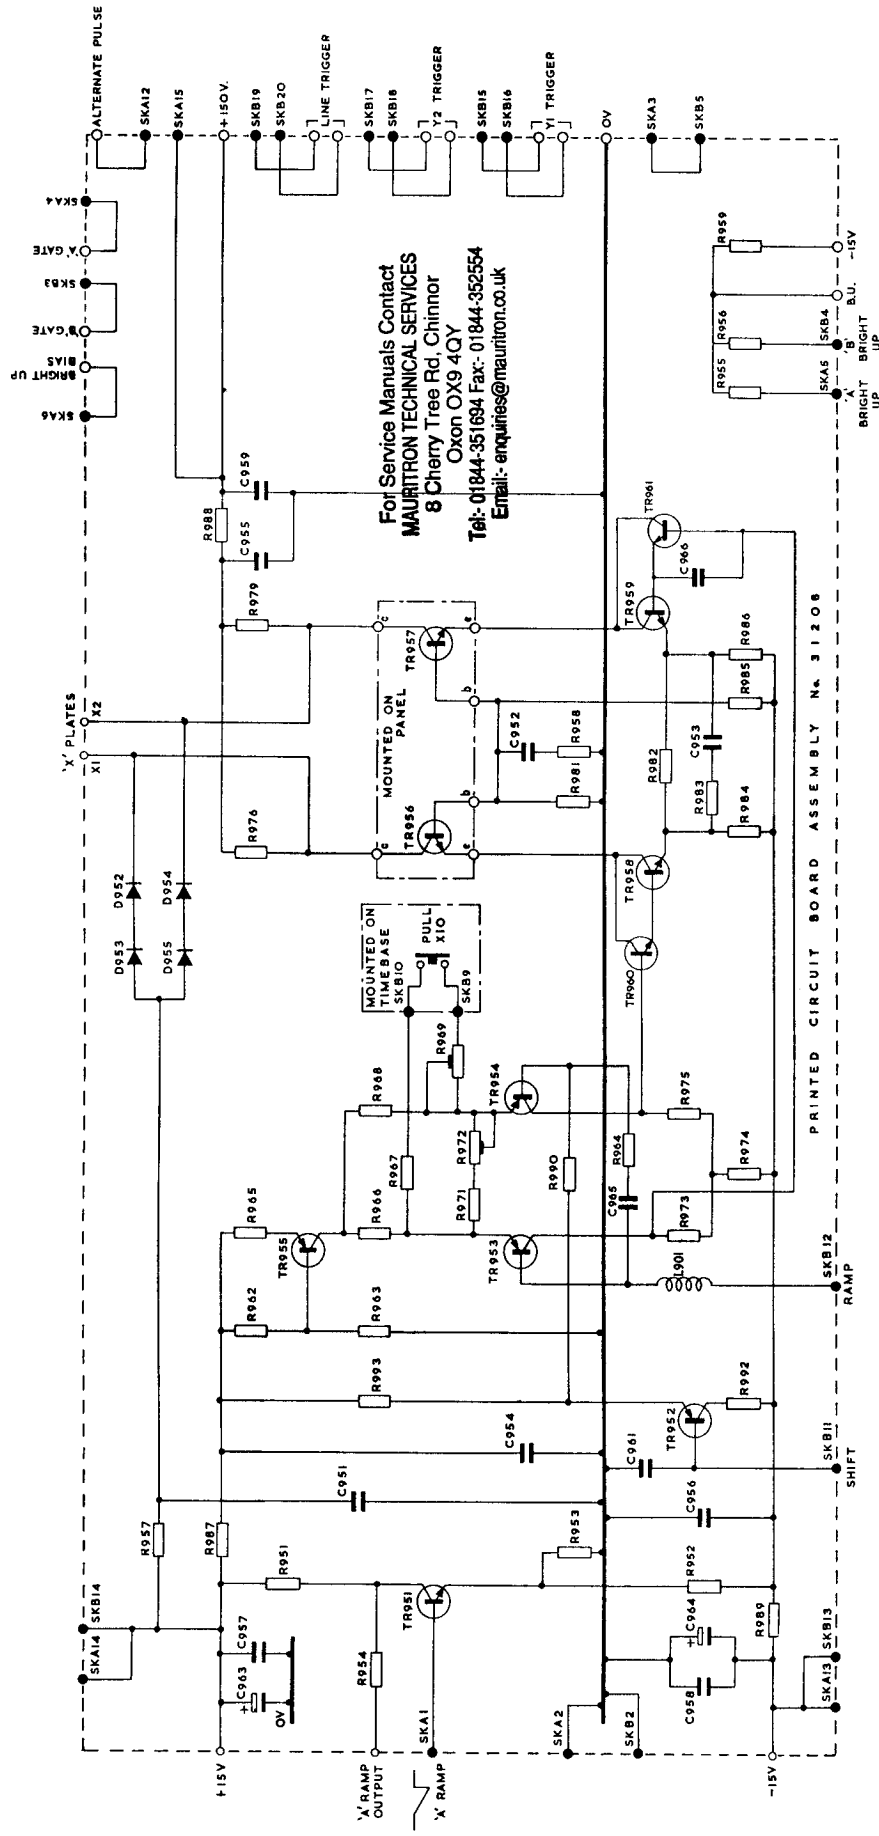 ALTERNATE PULSE
SKA12
SKA15
+150V.
SKB19
SKB20
LINE TRIGGER
SKB17
SKB18
Y2 TRIGGER
SKB15
SKB16
Y1 TRIGGER
0V
SKA3
SKB5
SKA4
'A' GATE
SKB3
'B' GATE
BRIGHT UP
BIAS
SKA6
For Service Manuals Contact
MAURITRON TECHNICAL SERVICES
8 Cherry Tree Rd, Chinnor
Oxon OX9 4QY
Tel:- 01844-351694 Fax:- 01844-352554
Email:- enquiries@mauritron.co.uk
R959
R956
R955
-15V
B.U.
SKB4
'B'
BRIGHT
UP
SKA5
'A'
BRIGHT
UP
C959
R988
C955
R979
'X' PLATES
X2
X1
R976
MOUNTED ON
PANEL
c
TR957
e
b
C952
R958
R981
b
c
TR956
e
TR961
C966
TR959
R986
R985
R982
C953
R983
R984
TR958
TR960
PRINTED CIRCUIT BOARD ASSEMBLY No. 31208
D952
D954
D953
D955
MOUNTED ON
TIMEBASE
SKB10
PULL
X10
SKB9
R969
R968
R967
R972
TR954
R990
R964
C965
R975
R974
R973
R965
R966
R971
TR955
TR953
L901
SKB12
RAMP
R962
R963
R993
C954
C951
R992
TR952
C961
SKB11
SHIFT
C956
R957
R987
R951
R953
R952
TR951
SKB14
SKA14
C957
+
C963
0V
R954
+
C964
C958
R989
SKB13
SKA13
+15V
'A' RAMP
OUTPUT
SKA1
'A' RAMP
SKA2
SKB2
-15V